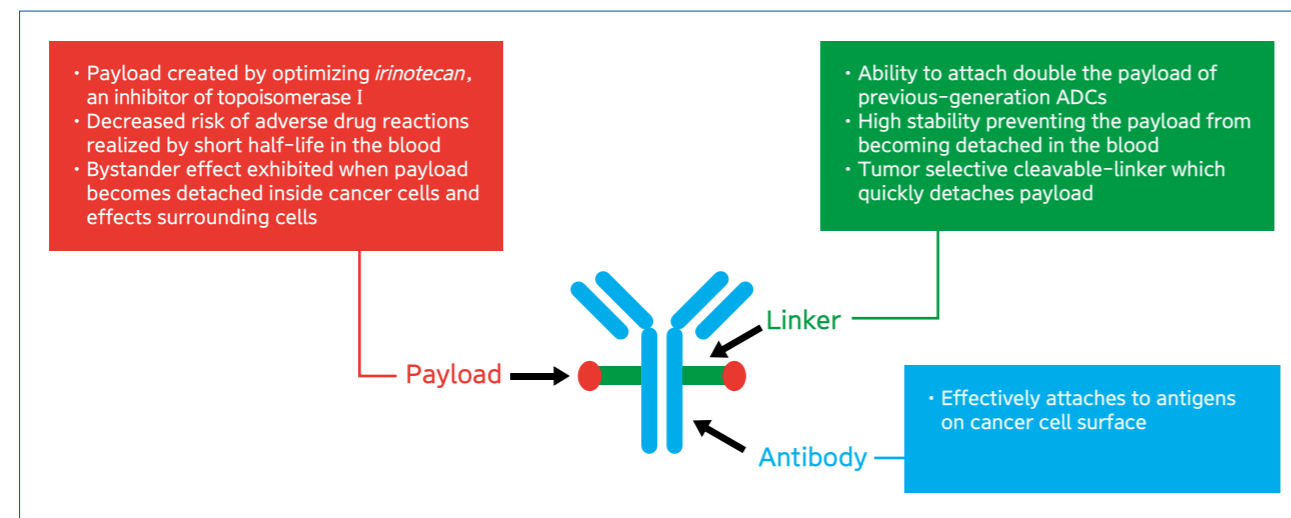 ・Payload created by optimizing irinotecan,
an inhibitor of topoisomerase I
・Decreased risk of adverse drug reactions
realized by short half-life in the blood
・Bystander effect exhibited when payload
becomes detached inside cancer cells and
effects surrounding cells
・Ability to attach double the payload of
previous-generation ADCs
・High stability preventing the payload from
becoming detached in the blood
・Tumor selective cleavable-linker which
quickly detaches payload
Linker
Payload
・Effectively attaches to antigens
on cancer cell surface
Antibody